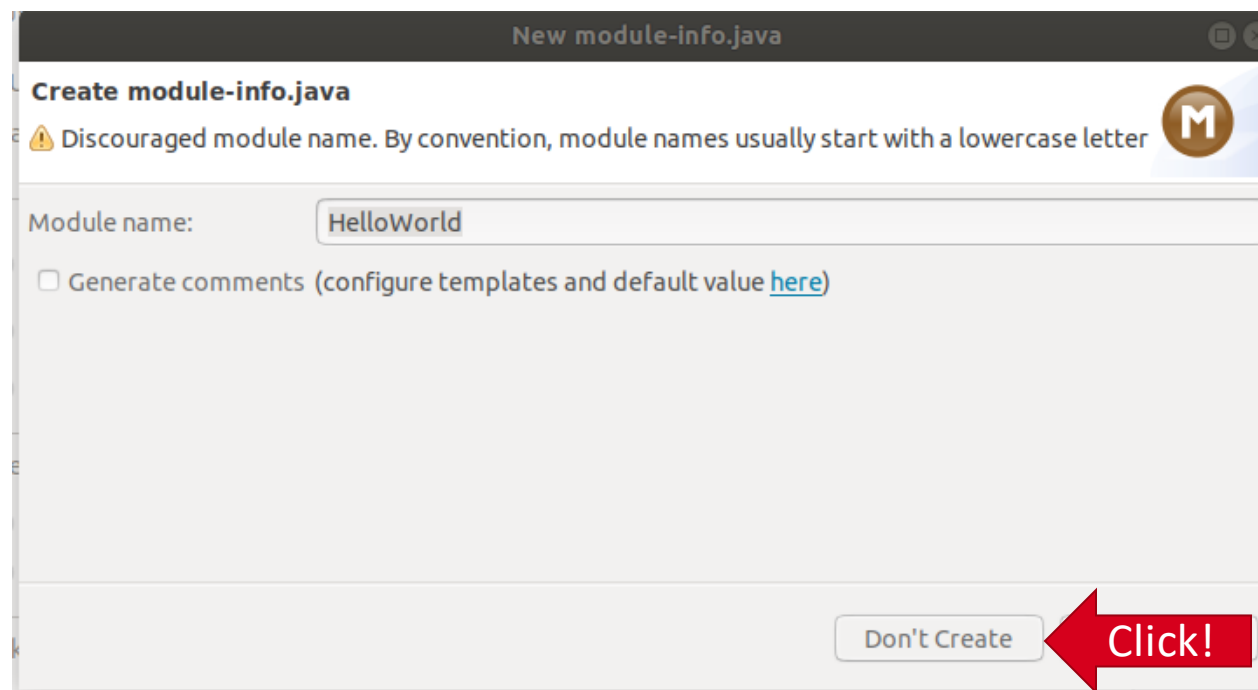 New module-info.java
Create module-info.java
Discouraged module name. By convention, module names usually start with a lowercase letter
M
Module name:
HelloWorld
Generate comments (configure templates and default value here)
Don't Create
Click!